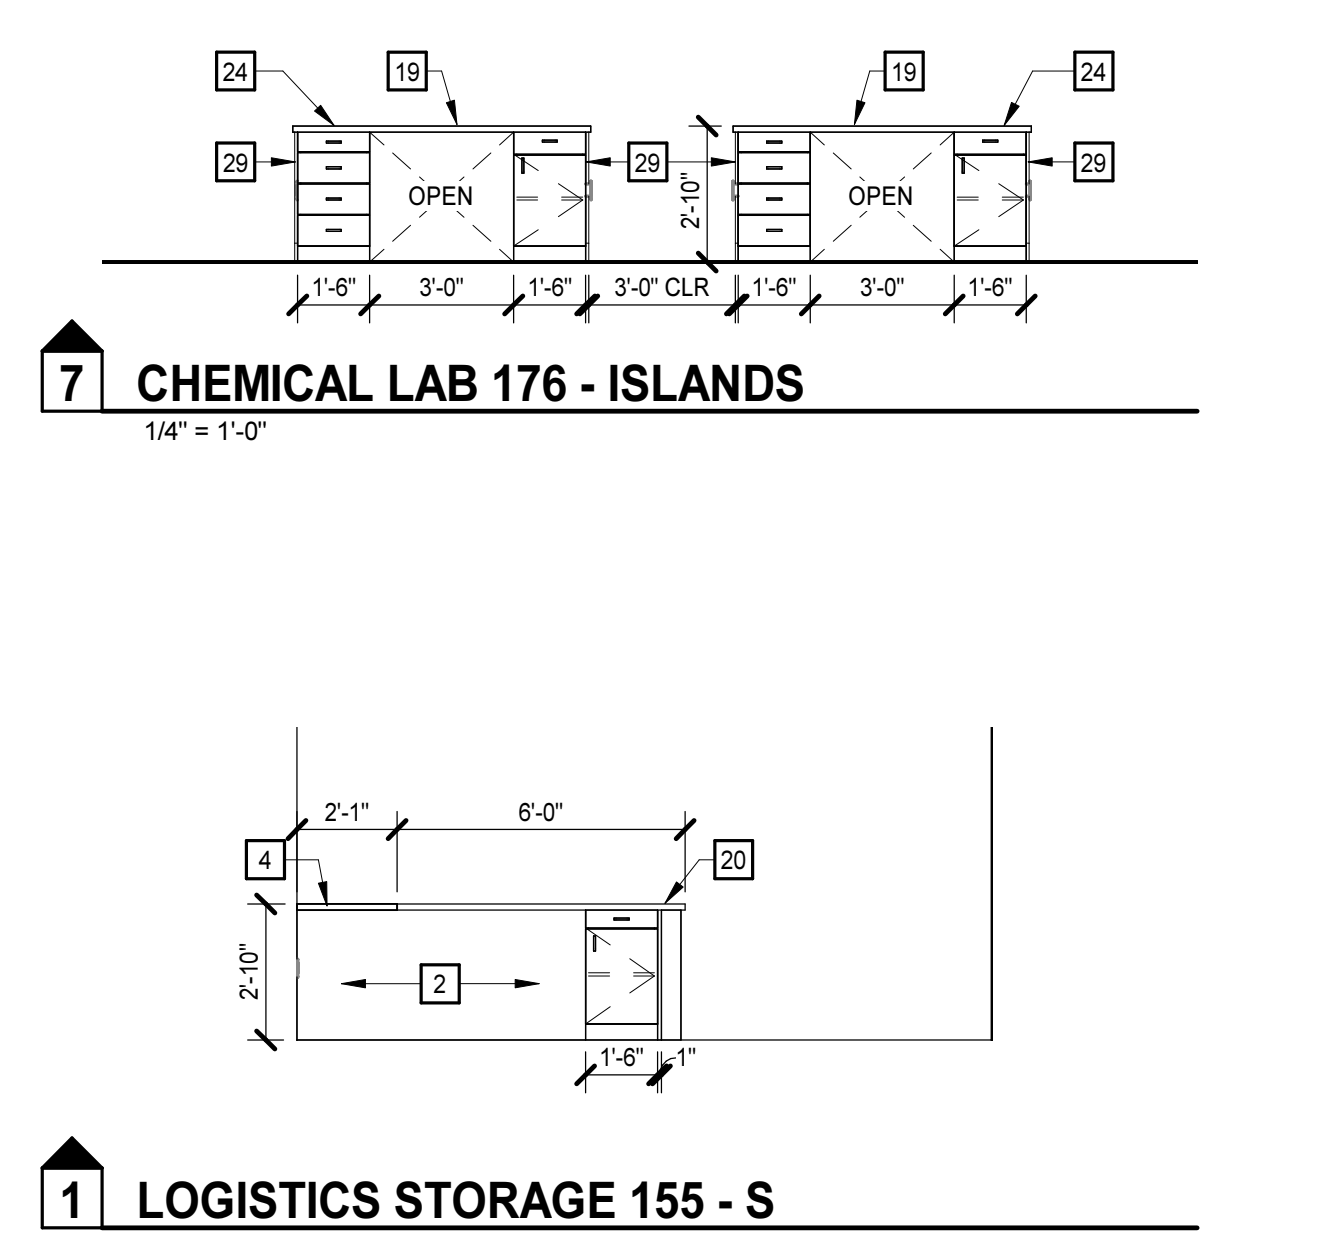 24 19 19 24
29 29 29
OPEN 2'-10" OPEN
1'-6" 3'-0" 1'-6" 3'-0" CLR 1'-6" 3'-0" 1'-6"
7 CHEMICAL LAB 176 - ISLANDS
1/4" = 1'-0"
2'-1" 6'-0"
4 20
2'-10" 2
1'-6" 1"
1 LOGISTICS STORAGE 155 - S